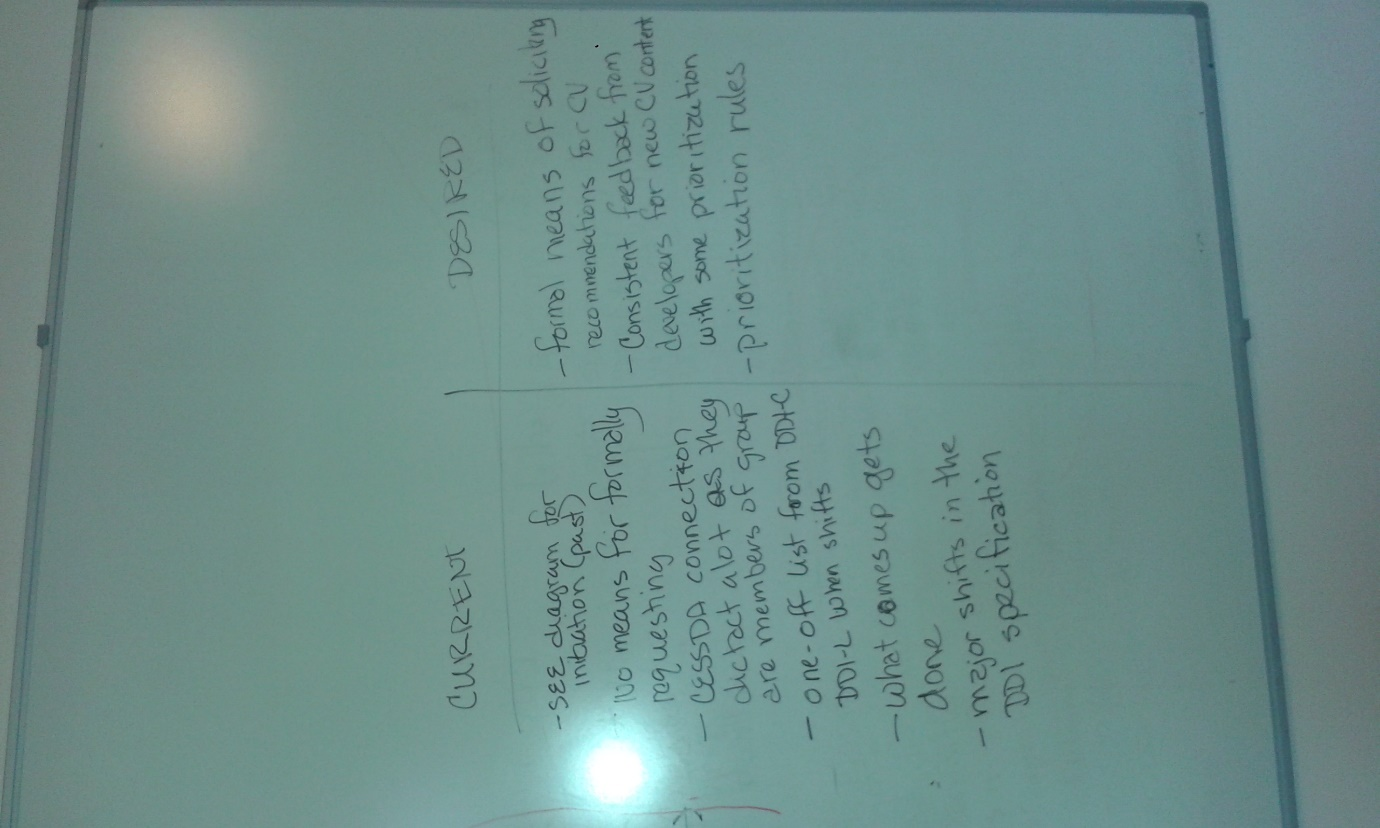 CURRENT
- SEE diagram for
initation (past)
- No means for formally
requesting
- CESSDA connection
dictact alot as they
are members of group
- one-off list from DDI-C
DDI-L when shifts
- what comes up gets
done
- major shifts in the
DDI specification
DESIRED
- formal means of soliciting
recommendations for CV
- Consistent feedback from
developers for new CV content
with some prioritization
- prioritization rules